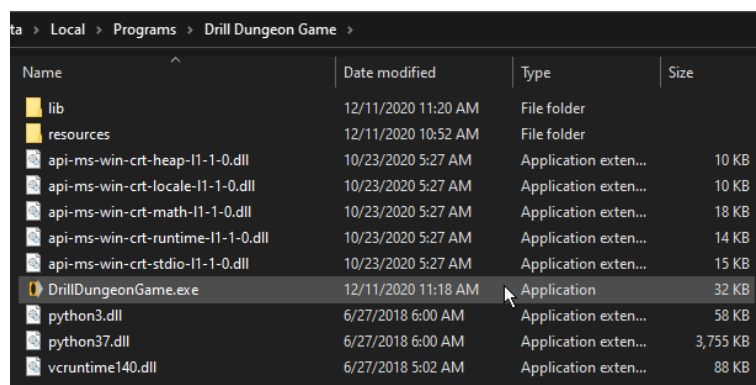 ta > Local > Programs > Drill Dungeon Game >
Name Date modified Type Size
lib 12/11/2020 11:20 AM File folder
resources 12/11/2020 10:52 AM File folder
api-ms-win-crt-heap-l1-1-0.dll 10/23/2020 5:27 AM Application exten... 10 KB
api-ms-win-crt-locale-l1-1-0.dll 10/23/2020 5:27 AM Application exten... 10 KB
api-ms-win-crt-math-l1-1-0.dll 10/23/2020 5:27 AM Application exten... 18 KB
api-ms-win-crt-runtime-l1-1-0.dll 10/23/2020 5:27 AM Application exten... 14 KB
api-ms-win-crt-stdio-l1-1-0.dll 10/23/2020 5:27 AM Application exten... 15 KB
DrillDungeonGame.exe 12/11/2020 11:18 AM Application 32 KB
python3.dll 6/27/2018 6:00 AM Application exten... 58 KB
python37.dll 6/27/2018 6:00 AM Application exten... 3,755 KB
vcruntime140.dll 6/27/2018 5:02 AM Application exten... 88 KB